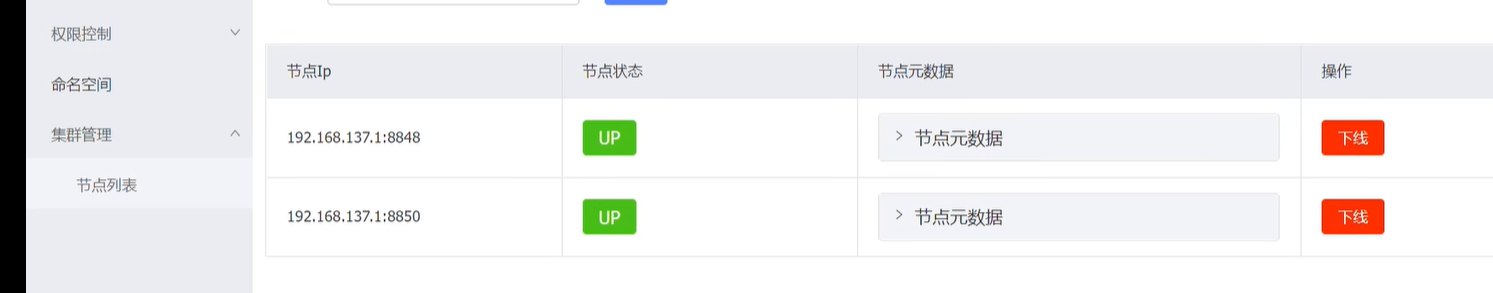 权限控制
命名空间
集群管理
节点列表
节点Ip 节点状态 节点元数据 操作
192.168.137.1:8848 UP 节点元数据 下线
192.168.137.1:8850 UP 节点元数据 下线